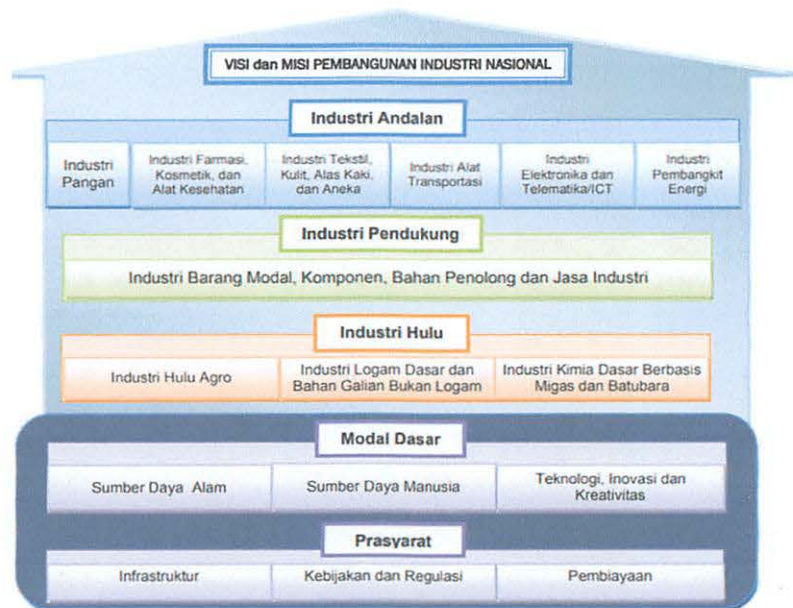 VISI dan MISI PEMBANGUNAN INDUSTRI NASIONAL
Industri Andalan
Industri
Pangan
Industri Farmasi,
Kosmetik, dan
Alat Kesehatan
Industri Tekstil,
Kulit, Alas Kaki,
dan Aneka
Industri Alat
Transportasi
Industri
Elektronika dan
Telematika/ICT
Industri
Pembangkit
Energi
Industri Pendukung
Industri Barang Modal, Komponen, Bahan Penolong dan Jasa Industri
Industri Hulu
Industri Hulu Agro
Industri Logam Dasar dan
Bahan Galian Bukan Logam
Industri Kimia Dasar Berbasis
Migas dan Batubara
Modal Dasar
Sumber Daya Alam
Sumber Daya Manusia
Teknologi, Inovasi dan
Kreativitas
Prasyarat
Infrastruktur
Kebijakan dan Regulasi
Pembiayaan